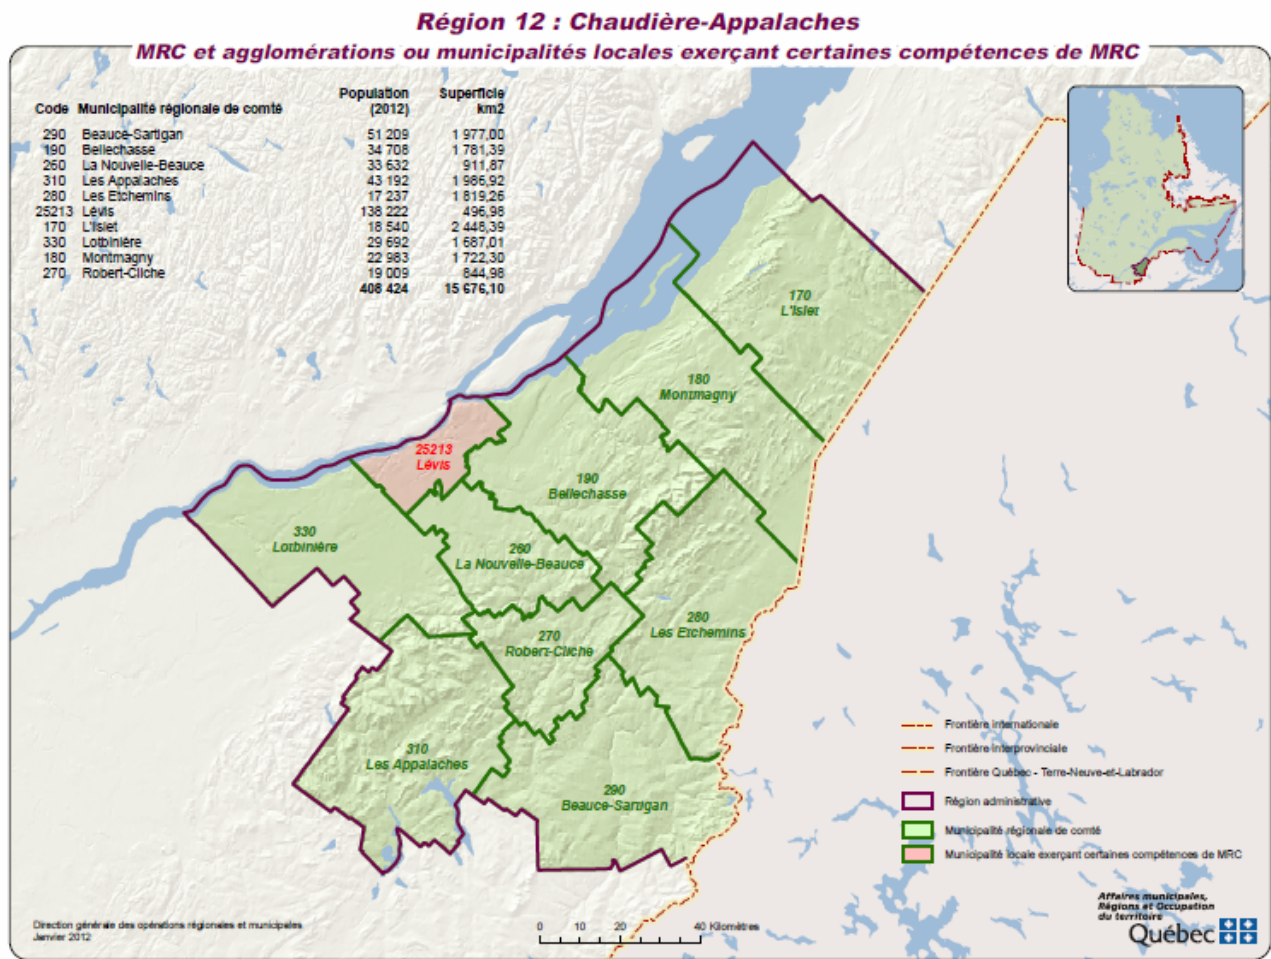 Région 12 : Chaudière-Appalaches
MRC et agglomérations ou municipalités locales exerçant certaines compétences de MRC
Code Municipalité régionale de comté Population (2012) Superficie km2
290 Beauce-Sartigan 51 209 1 977,00
190 Bellechasse 34 708 1 781,39
260 La Nouvelle-Beauce 33 632 911,87
310 Les Appalaches 43 192 1 986,92
280 Les Etchemins 17 237 1 819,26
25213 Lévis 138 222 496,98
170 L'Islet 18 540 2 448,39
330 Lotbinière 29 692 1 687,01
180 Montmagny 22 983 1 722,30
270 Robert-Cliche 19 009 844,98
408 424 15 676,10
170
L'Islet
180
Montmagny
25213
Lévis
190
Bellechasse
330
Lotbinière
260
La Nouvelle-Beauce
280
Les Etchemins
270
Robert-Cliche
310
Les Appalaches
290
Beauce-Sartigan
Frontière internationale
Frontière interprovinciale
Frontière Québec - Terre-Neuve-et-Labrador
Région administrative
Municipalité régionale de comté
Municipalité locale exerçant certaines compétences de MRC
Direction générale des opérations régionales et municipales
Janvier 2012
0 10 20 40 Kilomètres
Affaires municipales,
Régions et Occupation
du territoire
Québec